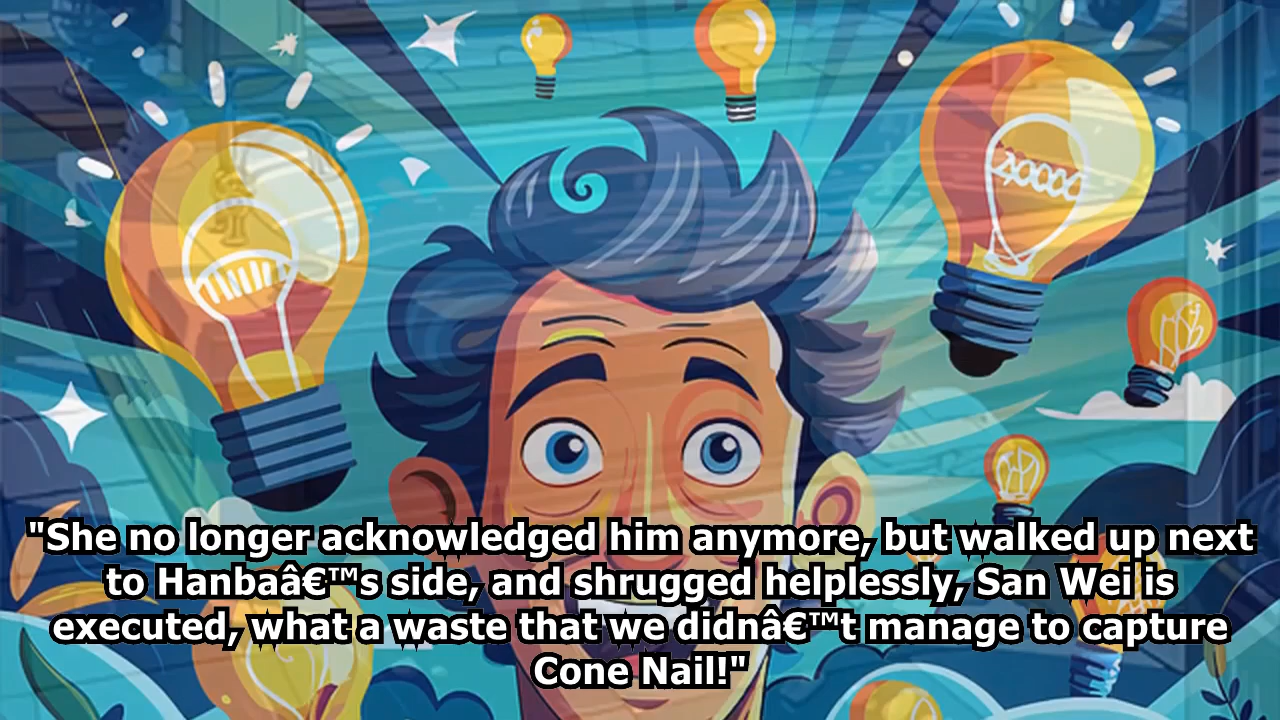 "She no longer acknowledged him anymore, but walked up next
to Hanbaâ€™s side, and shrugged helplessly, San Wei is
executed, what a waste that we didnâ€™t manage to capture
Cone Nail!"